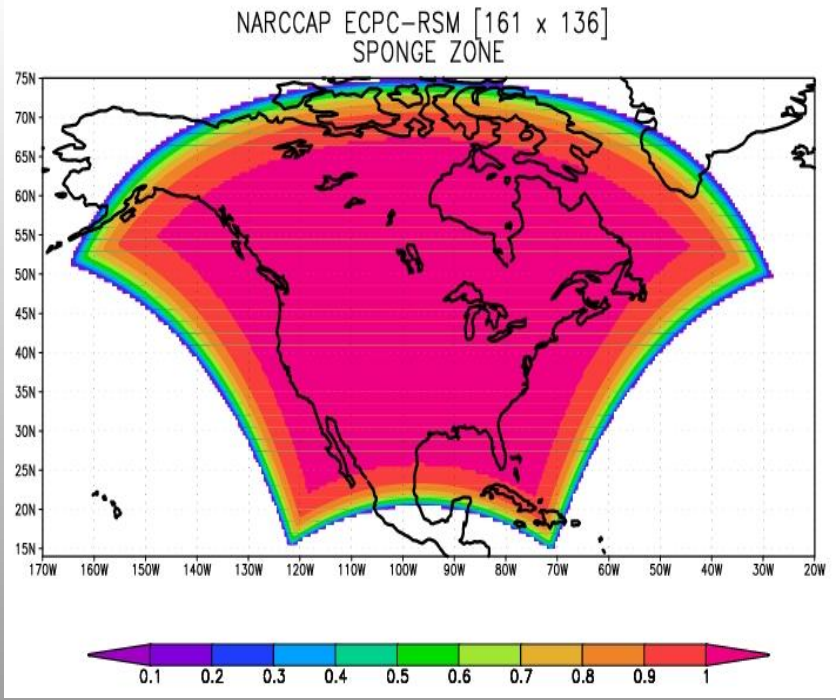 NARCCAP ECPC-RSM [161 x 136]
SPONGE ZONE
75N
70N
65N
60N
55N
50N
45N
40N
35N
30N
25N
20N
15N
170W 160W 150W 140W 130W 120W 110W 100W 90W 80W 70W 60W 50W 40W 30W 20W
0.1 0.2 0.3 0.4 0.5 0.6 0.7 0.8 0.9 1